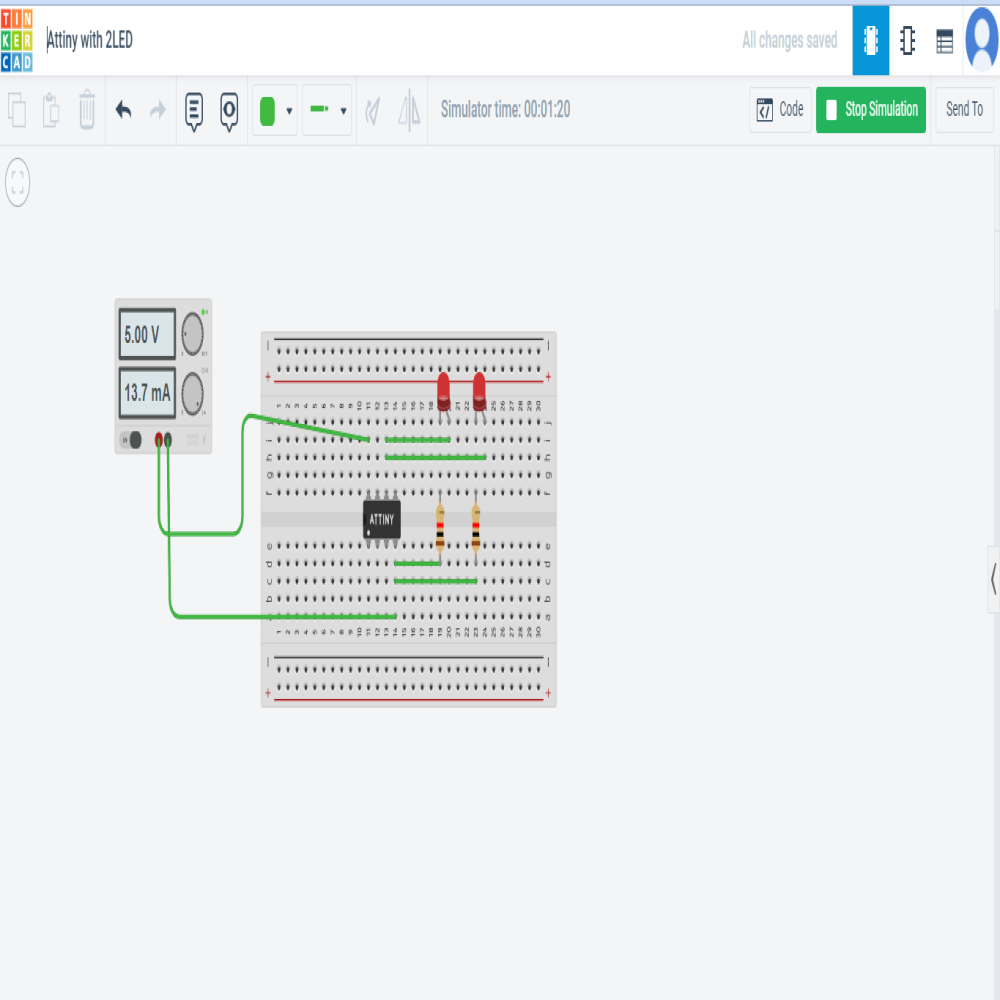 TIN
KER
CAD
Attiny with 2LED
All changes saved
Simulator time: 00:01:20
Code
Stop Simulation
Send To
5.00 V
13.7 mA
1 2 3 4 5 6 7 8 9 10 11 12 13 14 15 16 17 18 19 20 21 22 23 24 25 26 27 28 29 30
j j
i i
h h
g g
f f
ATTINY
e e
d d
c c
b b
a a
1 2 3 4 5 6 7 8 9 10 11 12 13 14 15 16 17 18 19 20 21 22 23 24 25 26 27 28 29 30